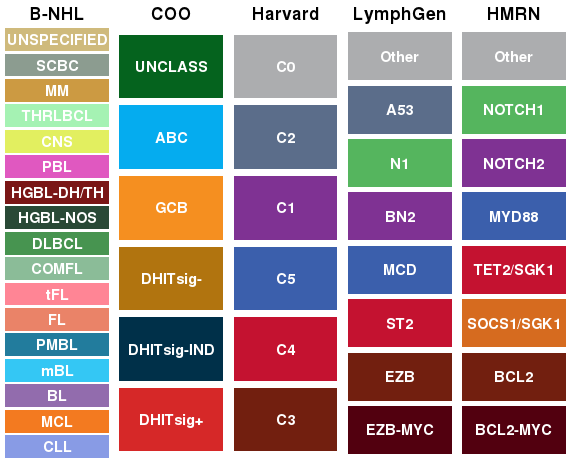 B-NHL COO Harvard LymphGen HMRN
UNSPECIFIED
SCBC
MM
THRLBCL
CNS
PBL
HGBL-DH/TH
HGBL-NOS
DLBCL
COMFL
tFL
FL
PMBL
mBL
BL
MCL
CLL
UNCLASS
ABC
GCB
DHITsig-
DHITsig-IND
DHITsig+
C0
C2
C1
C5
C4
C3
Other
A53
N1
BN2
MCD
ST2
EZB
EZB-MYC
Other
NOTCH1
NOTCH2
MYD88
TET2/SGK1
SOCS1/SGK1
BCL2
BCL2-MYC